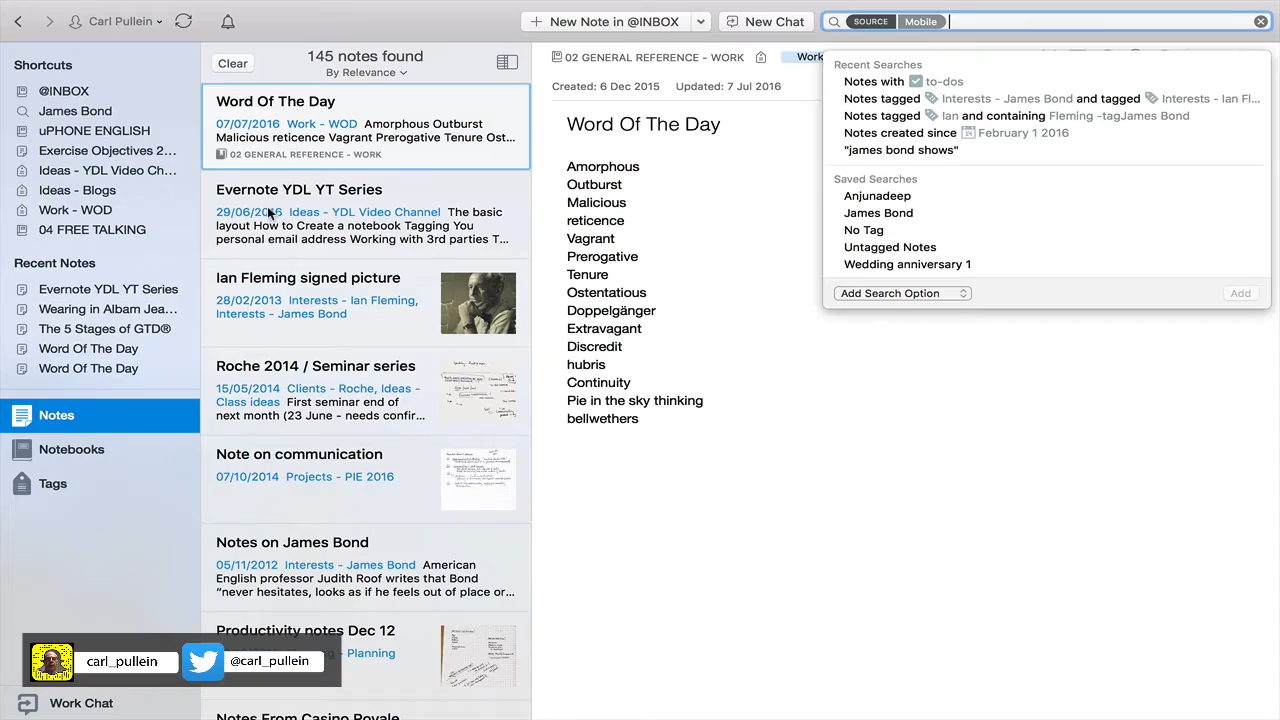 Carl Pullein
New Note in @INBOX
New Chat
SOURCE
Mobile
Shortcuts
@INBOX
James Bond
uPHONE ENGLISH
Exercise Objectives 2...
Ideas - YDL Video Ch...
Ideas - Blogs
Work - WOD
04 FREE TALKING
Recent Notes
Evernote YDL YT Series
Wearing in Albam Jea...
The 5 Stages of GTD®
Word Of The Day
Word Of The Day
Notes
Notebooks
Tags
Work Chat
Clear
145 notes found
By Relevance
Word Of The Day
07/07/2016 Work - WOD Amorphous Outburst
Malicious reticence Vagrant Prerogative Tenure Ost...
02 GENERAL REFERENCE - WORK
Evernote YDL YT Series
29/06/2016 Ideas - YDL Video Channel The basic
layout How to Create a notebook Tagging You
personal email address Working with 3rd parties T...
Ian Fleming signed picture
28/02/2013 Interests - Ian Fleming,
Interests - James Bond
Roche 2014 / Seminar series
15/05/2014 Clients - Roche, Ideas -
Class ideas First seminar end of
next month (23 June - needs confir...
Note on communication
07/10/2014 Projects - PIE 2016
Notes on James Bond
05/11/2012 Interests - James Bond American
English professor Judith Roof writes that Bond
“never hesitates, looks as if he feels out of place or...
Productivity notes Dec 12
- Planning
Notes From Casino Royale
carl_pullein
@carl_pullein
02 GENERAL REFERENCE - WORK
Work
Created: 6 Dec 2015 Updated: 7 Jul 2016
Word Of The Day
Amorphous
Outburst
Malicious
reticence
Vagrant
Prerogative
Tenure
Ostentatious
Doppelgänger
Extravagant
Discredit
hubris
Continuity
Pie in the sky thinking
bellwethers
Recent Searches
Notes with to-dos
Notes tagged Interests - James Bond and tagged Interests - Ian Fl...
Notes tagged Ian and containing Fleming -tagJames Bond
Notes created since February 1 2016
"james bond shows"
Saved Searches
Anjunadeep
James Bond
No Tag
Untagged Notes
Wedding anniversary 1
Add Search Option
Add